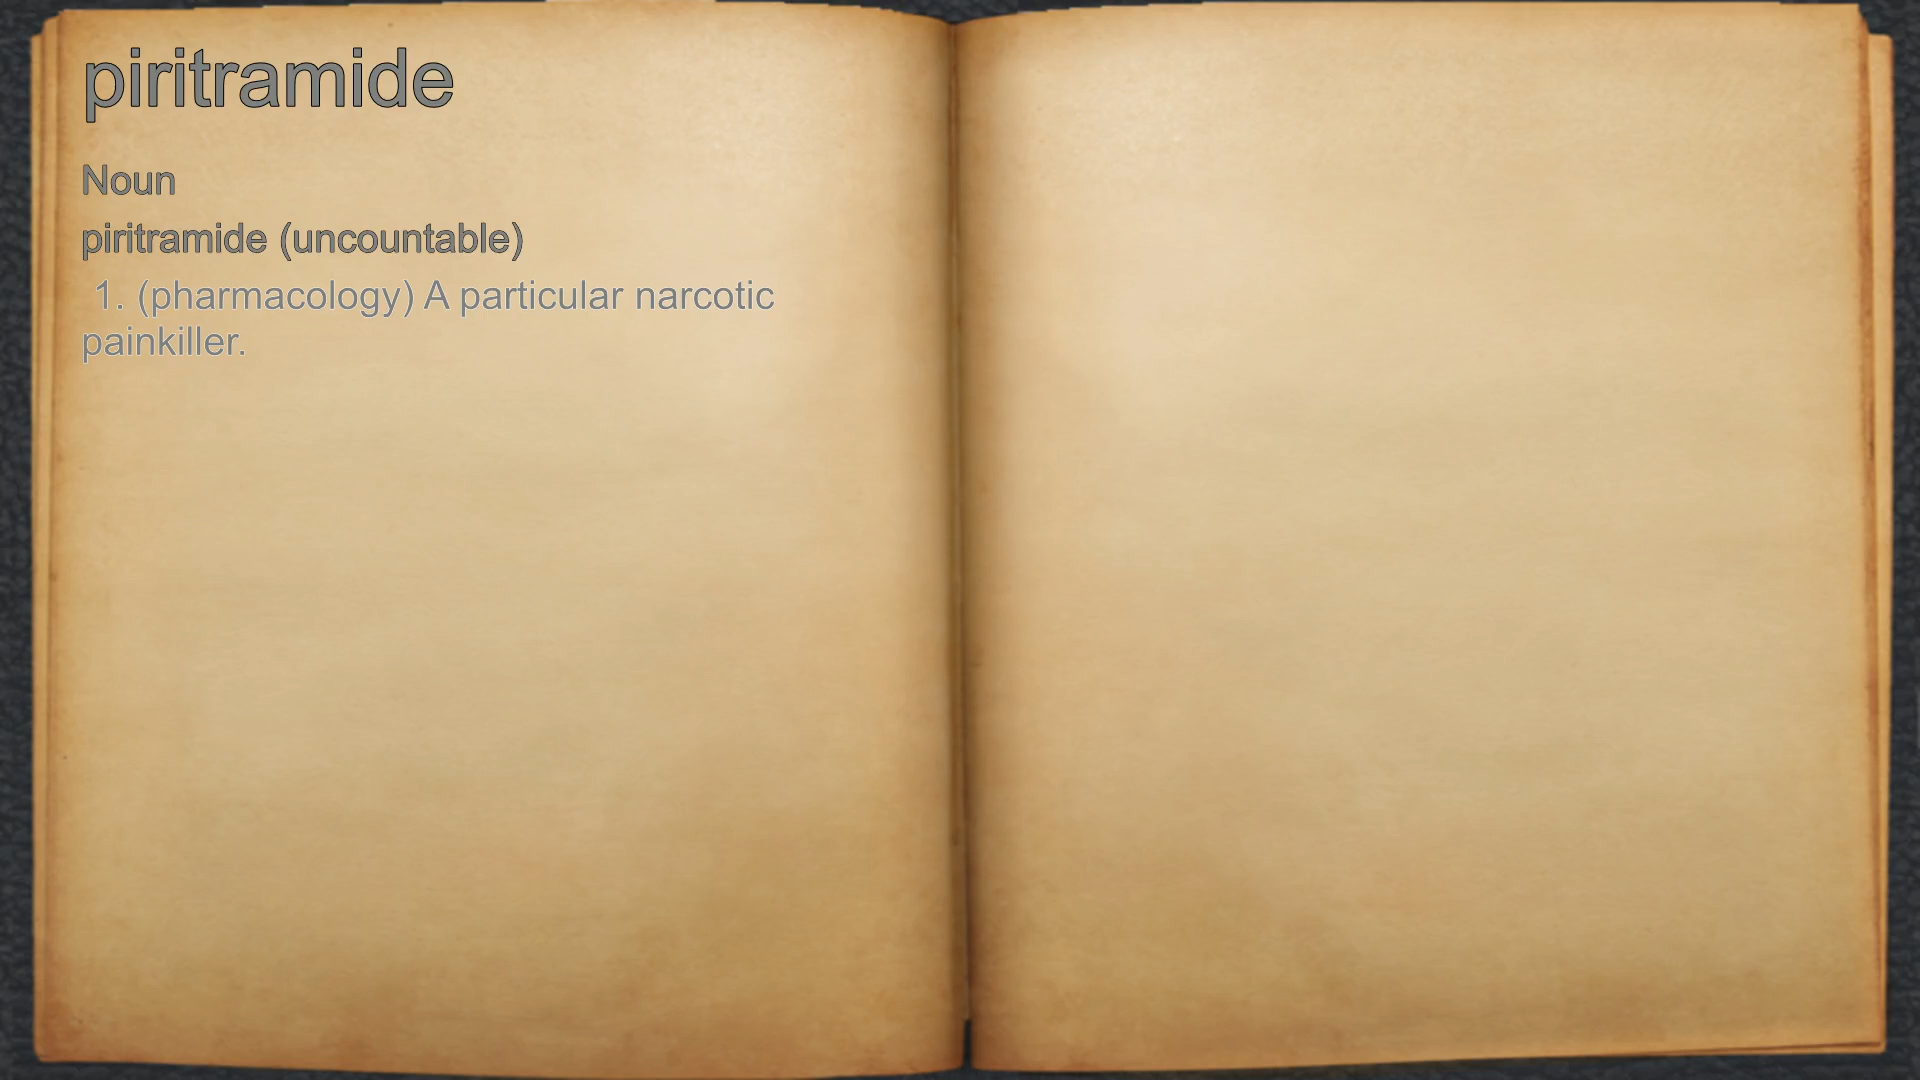 piritramide
Noun
piritramide (uncountable)
1. (pharmacology) A particular narcotic
painkiller.